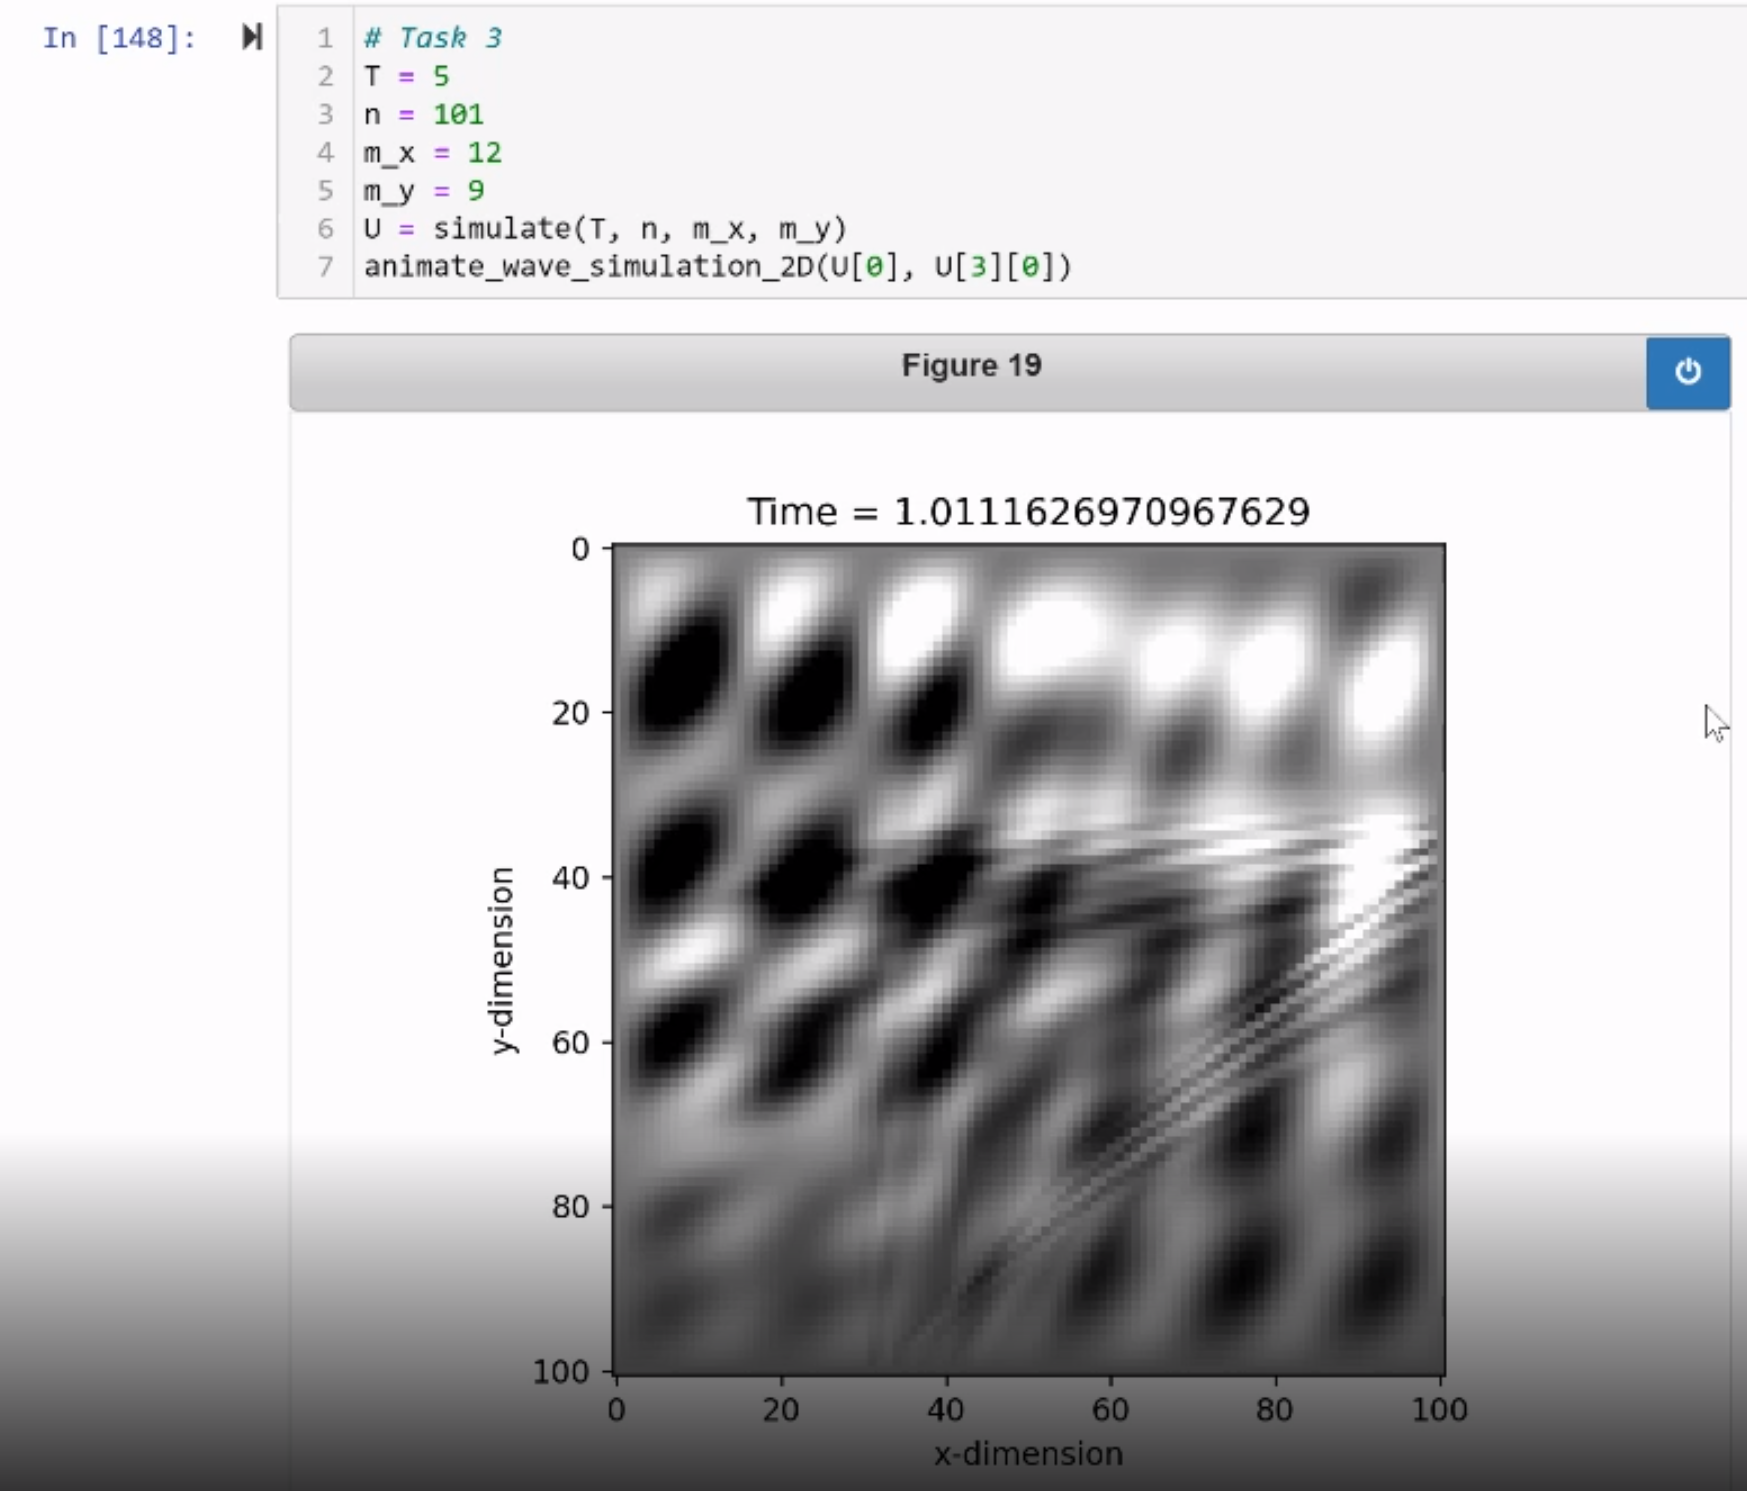 In [148]:
1 # Task 3
2 T = 5
3 n = 101
4 m_x = 12
5 m_y = 9
6 U = simulate(T, n, m_x, m_y)
7 animate_wave_simulation_2D(U[0], U[3][0])
Figure 19
Time = 1.0111626970967629
0
20
40
60
80
100
y-dimension
0 20 40 60 80 100
x-dimension